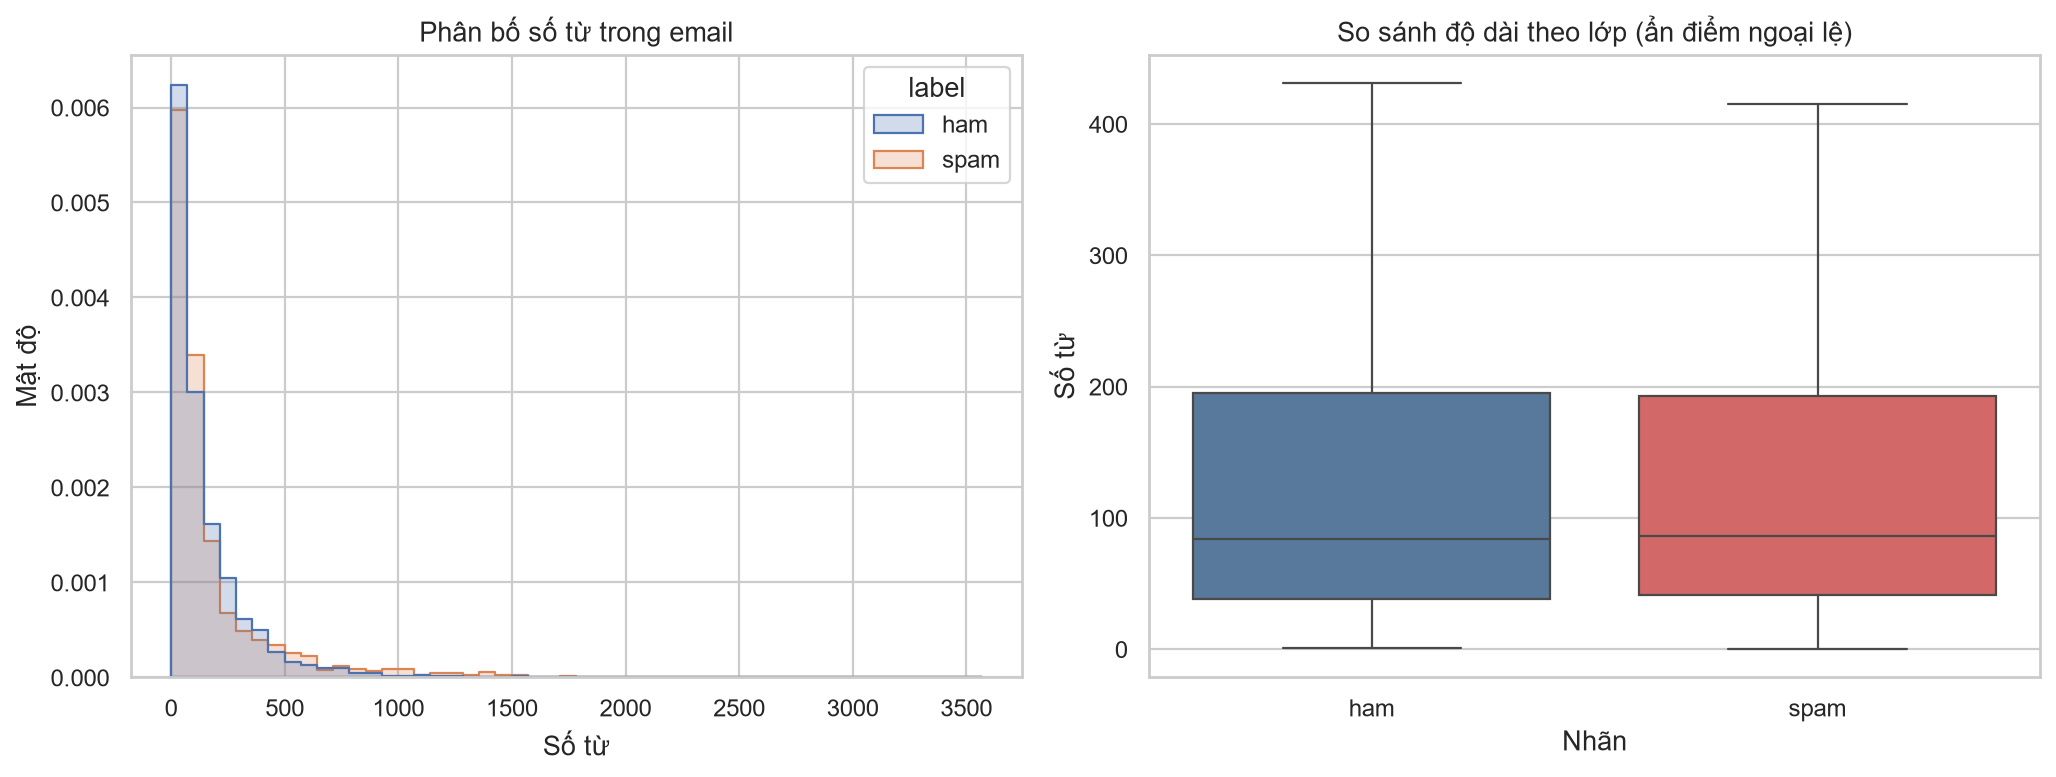 Phân bố số từ trong email
label
ham
spam
0.006
0.005
0.004
0.003
0.002
0.001
0.000
Mật độ
0 500 1000 1500 2000 2500 3000 3500
Số từ
So sánh độ dài theo lớp (ẩn điểm ngoại lệ)
400
300
200
100
0
Số từ
ham spam
Nhãn